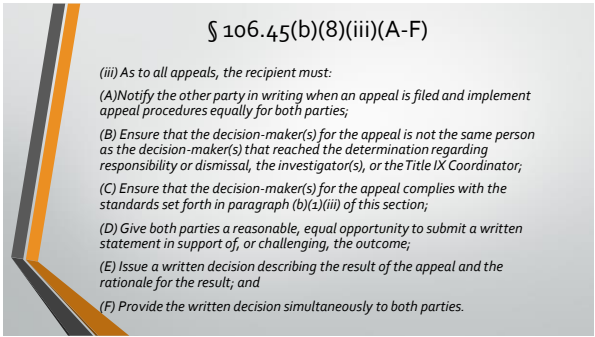 § 106.45(b)(8)(iii)(A-F)
(iii) As to all appeals, the recipient must:
(A)Notify the other party in writing when an appeal is filed and implement
appeal procedures equally for both parties;
(B) Ensure that the decision-maker(s) for the appeal is not the same person
as the decision-maker(s) that reached the determination regarding
responsibility or dismissal, the investigator(s), or the Title IX Coordinator;
(C) Ensure that the decision-maker(s) for the appeal complies with the
standards set forth in paragraph (b)(1)(iii) of this section;
(D) Give both parties a reasonable, equal opportunity to submit a written
statement in support of, or challenging, the outcome;
(E) Issue a written decision describing the result of the appeal and the
rationale for the result; and
(F) Provide the written decision simultaneously to both parties.